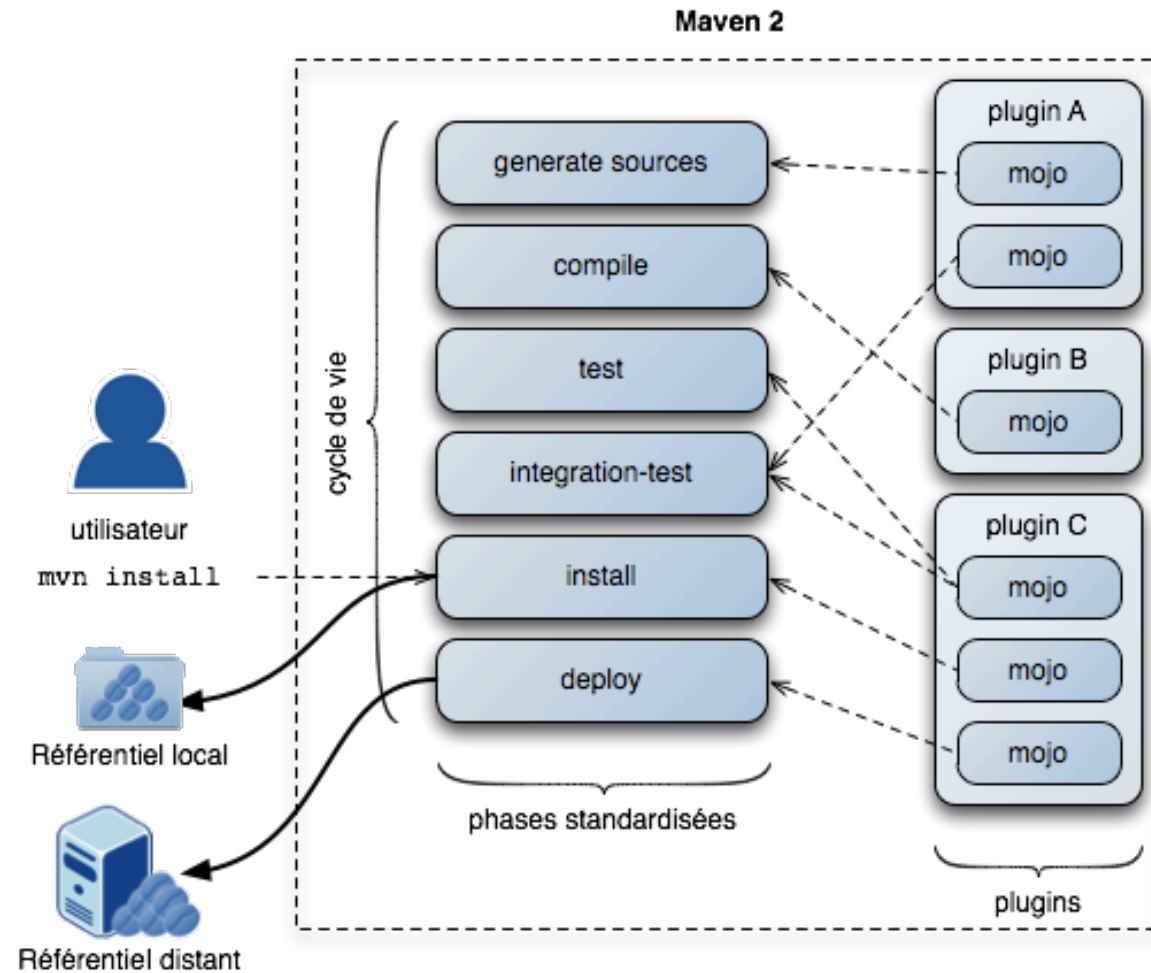 Maven 2
generate sources
compile
test
integration-test
install
deploy
cycle de vie
phases standardisées
plugin A
mojo
mojo
plugin B
mojo
plugin C
mojo
mojo
mojo
plugins
utilisateur
mvn install
Référentiel local
Référentiel distant